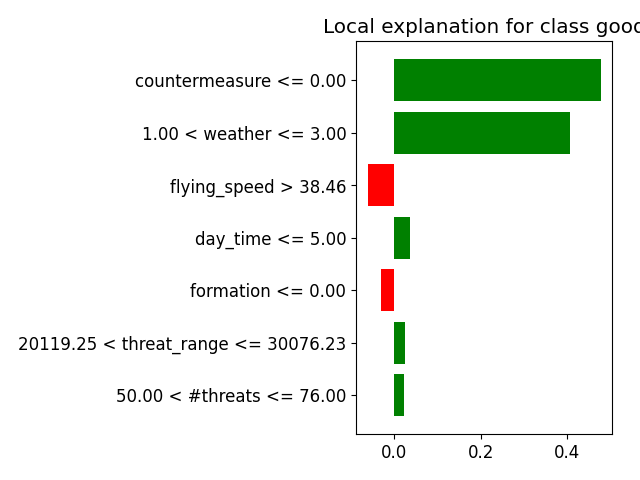 Local explanation for class good
countermeasure <= 0.00
1.00 < weather <= 3.00
flying_speed > 38.46
day_time <= 5.00
formation <= 0.00
20119.25 < threat_range <= 30076.23
50.00 < #threats <= 76.00
0.0 0.2 0.4